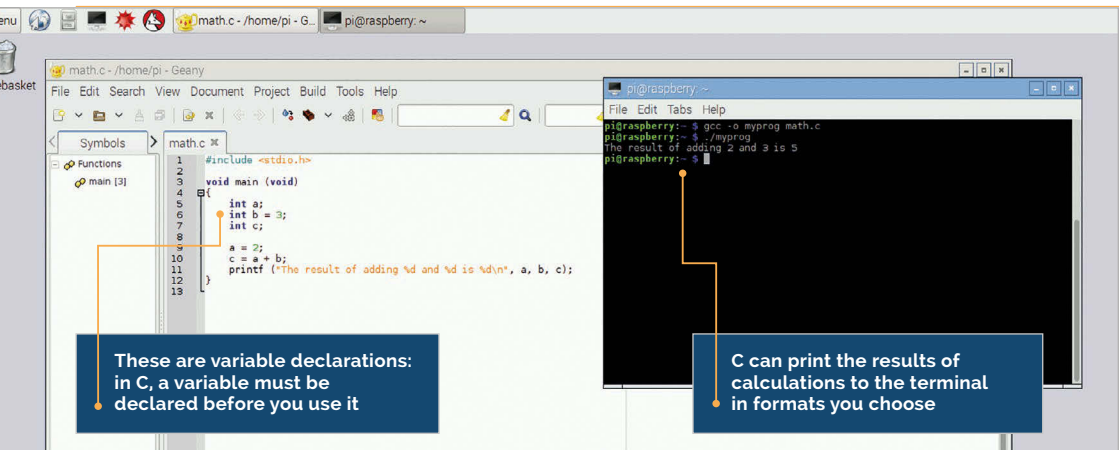 enu
math.c - /home/pi - G...
pi@raspberry: ~
ebasket
math.c - /home/pi - Geany
File Edit Search View Document Project Build Tools Help
Symbols
math.c
Functions
main [3]
1 #include <stdio.h>
2
3 void main (void)
4 {
5 int a;
6 int b = 3;
7 int c;
8
9 a = 2;
10 c = a + b;
11 printf ("The result of adding %d and %d is %d\n", a, b, c);
12 }
13
pi@raspberry: ~
File Edit Tabs Help
pi@raspberry:~ $ gcc -o myprog math.c
pi@raspberry:~ $ ./myprog
The result of adding 2 and 3 is 5
pi@raspberry:~ $
These are variable declarations:
in C, a variable must be
declared before you use it
C can print the results of
calculations to the terminal
in formats you choose